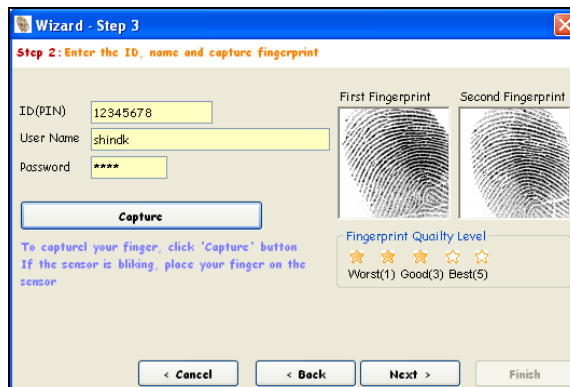 Wizard - Step 3
Step 2: Enter the ID, name and capture fingerprint
ID(PIN) 12345678
User Name shindk
Password ****
Capture
To capturel your finger, click 'Capture' button.
If the sensor is bliking, place your finger on the
sensor
First Fingerprint Second Fingerprint
Fingerprint Quailty Level
Worst(1) Good(3) Best(5)
< Cancel < Back Next > Finish